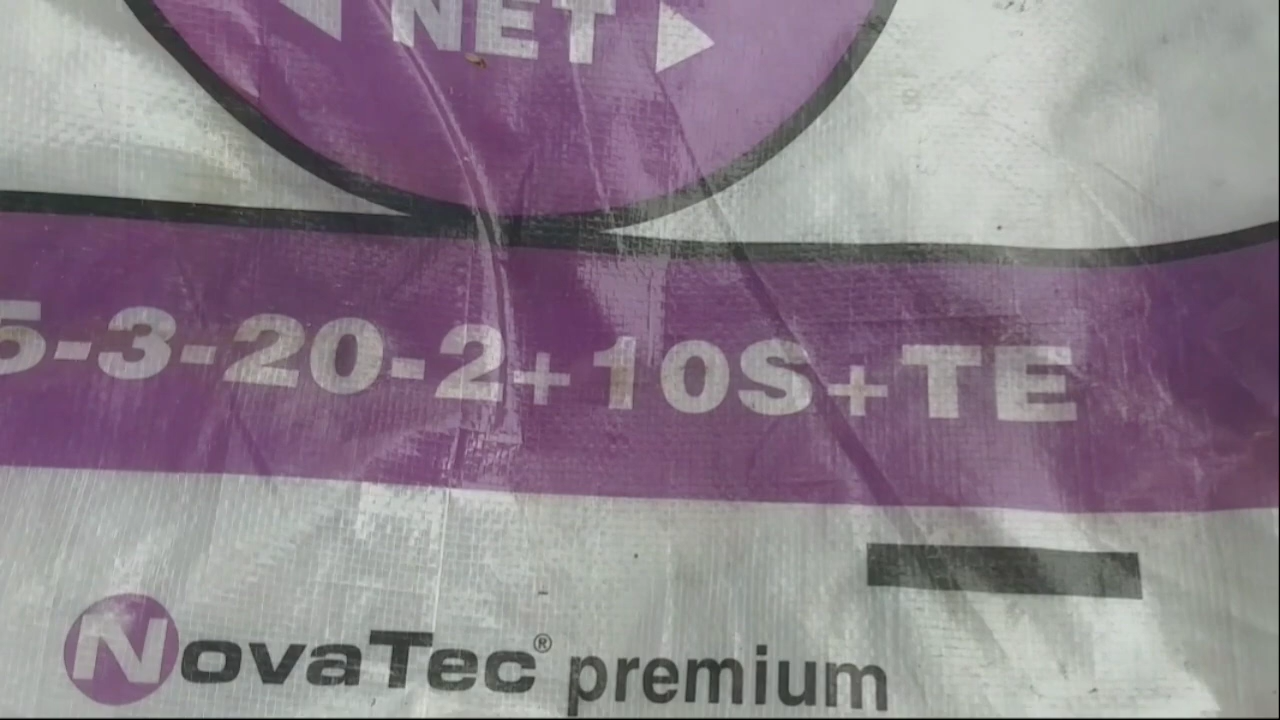 ◄ NET ►
5-3-20-2+10S+TE
NovaTec® premium